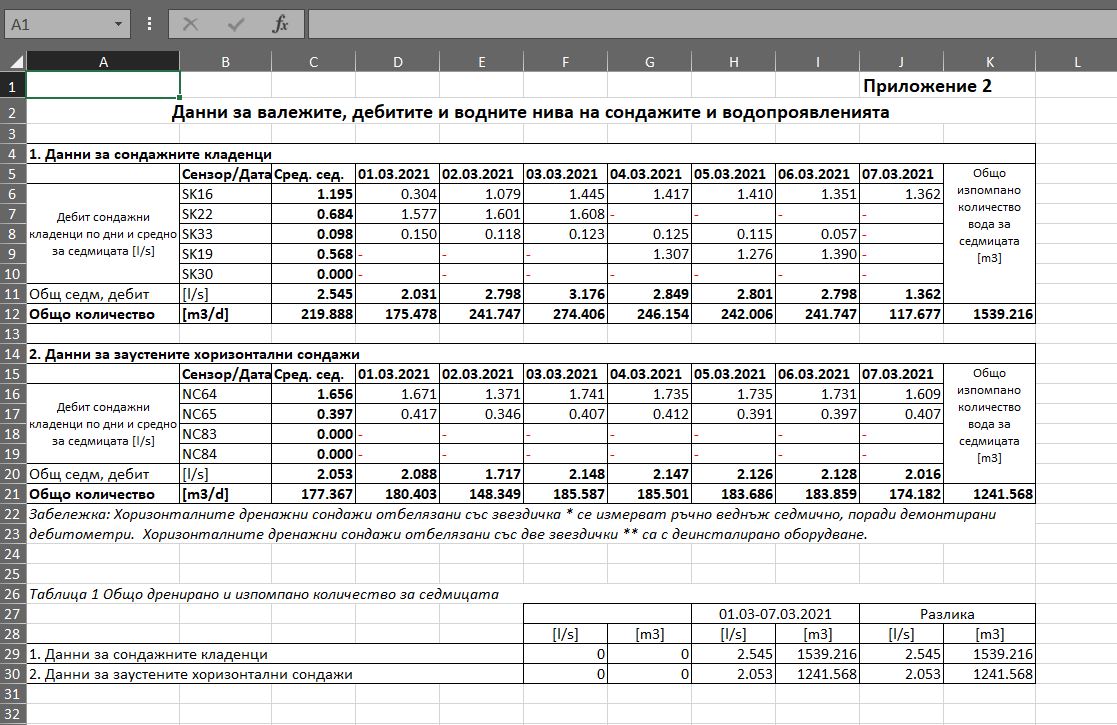 A1
fx
A B C D E F G H I J K L
1 Приложение 2
2 Данни за валежите, дебитите и водните нива на сондажите и водопроявленията
3
4 1. Данни за сондажните кладенци
5 Сензор/Дата Сред. сед. 01.03.2021 02.03.2021 03.03.2021 04.03.2021 05.03.2021 06.03.2021 07.03.2021 Общо изпомпано количество вода за седмицата [m3]
Дебит сондажни кладенци по дни и средно за седмицата [l/s]
6 SK16 1.195 0.304 1.079 1.445 1.417 1.410 1.351 1.362
7 SK22 0.684 1.577 1.601 1.608 - - - -
8 SK33 0.098 0.150 0.118 0.123 0.125 0.115 0.057 -
9 SK19 0.568 - - - 1.307 1.276 1.390 -
10 SK30 0.000 - - - - - - -
11 Общ седм, дебит [l/s] 2.545 2.031 2.798 3.176 2.849 2.801 2.798 1.362
12 Общо количество [m3/d] 219.888 175.478 241.747 274.406 246.154 242.006 241.747 117.677 1539.216
13
14 2. Данни за заустените хоризонтални сондажи
15 Сензор/Дата Сред. сед. 01.03.2021 02.03.2021 03.03.2021 04.03.2021 05.03.2021 06.03.2021 07.03.2021 Общо изпомпано количество вода за седмицата [m3]
Дебит сондажни кладенци по дни и средно за седмицата [l/s]
16 NC64 1.656 1.671 1.371 1.741 1.735 1.735 1.731 1.609
17 NC65 0.397 0.417 0.346 0.407 0.412 0.391 0.397 0.407
18 NC83 0.000 - - - - - - -
19 NC84 0.000 - - - - - - -
20 Общ седм, дебит [l/s] 2.053 2.088 1.717 2.148 2.147 2.126 2.128 2.016
21 Общо количество [m3/d] 177.367 180.403 148.349 185.587 185.501 183.686 183.859 174.182 1241.568
22 Забележка: Хоризонталните дренажни сондажи отбелязани със звездичка * се измерват ръчно веднъж седмично, поради демонтирани
23 дебитометри. Хоризонталните дренажни сондажи отбелязани със две звездички ** са с деинсталирано оборудване.
24
25
26 Таблица 1 Общо дренирано и изпомпано количество за седмицата
27 01.03-07.03.2021 Разлика
28 [l/s] [m3] [l/s] [m3] [l/s] [m3]
29 1. Данни за сондажните кладенци 0 0 2.545 1539.216 2.545 1539.216
30 2. Данни за заустените хоризонтални сондажи 0 0 2.053 1241.568 2.053 1241.568
31
32